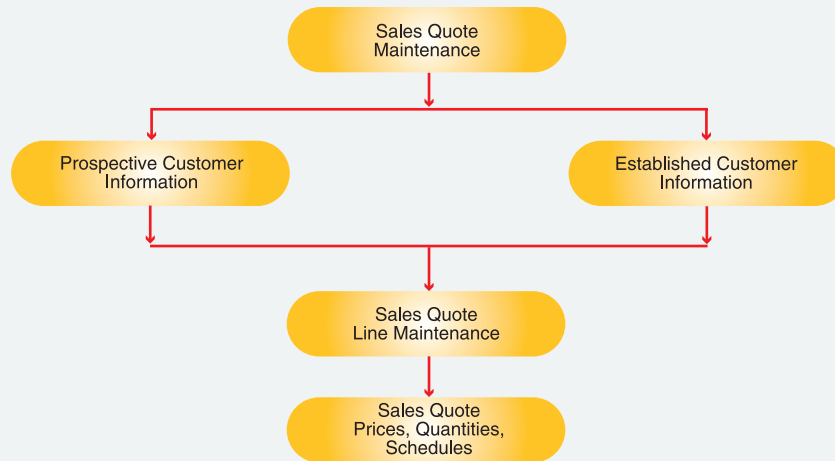 Sales Quote
Maintenance
Prospective Customer
Information
Established Customer
Information
Sales Quote
Line Maintenance
Sales Quote
Prices, Quantities,
Schedules